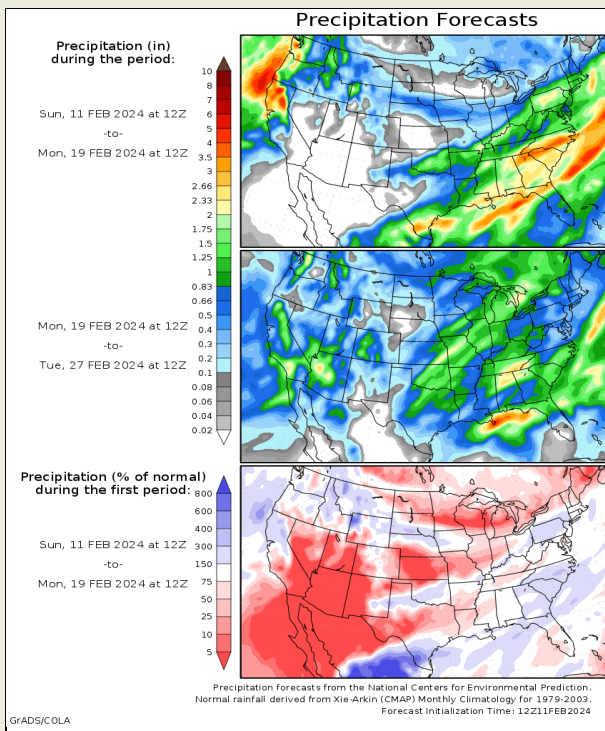 Precipitation Forecasts
Precipitation (in)
during the period:
Sun, 11 FEB 2024 at 12Z
-to-
Mon, 19 FEB 2024 at 12Z
10
8
7
6
5
4
3.5
3
2.66
2.33
2
1.75
1.5
1.25
1
0.83
0.66
0.5
0.4
0.3
0.2
0.1
0.08
0.06
0.04
0.02
Mon, 19 FEB 2024 at 12Z
-to-
Tue, 27 FEB 2024 at 12Z
Precipitation (% of normal)
during the first period:
Sun, 11 FEB 2024 at 12Z
-to-
Mon, 19 FEB 2024 at 12Z
800
600
400
300
150
75
50
25
10
5
Precipitation forecasts from the National Centers for Environmental Prediction.
Normal rainfall derived from Xie-Arkin (CMAP) Monthly Climatology for 1979-2003.
Forecast Initialization Time: 12Z11FEB2024
GrADS/COLA